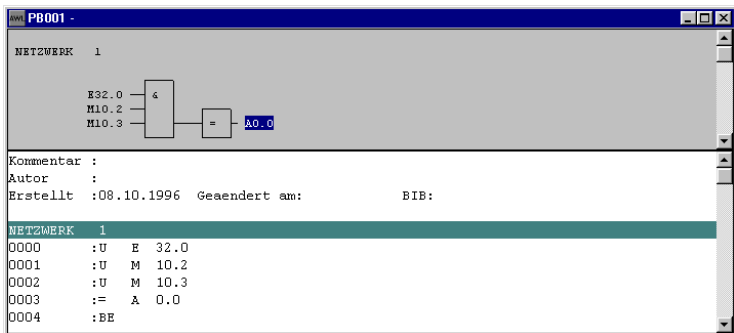 AWL PB001 -
NETZWERK 1
E32.0 &
M10.2
M10.3 = A0.0
Kommentar :
Autor :
Erstellt :08.10.1996 Geaendert am: BIB:
NETZWERK 1
0000 :U E 32.0
0001 :U M 10.2
0002 :U M 10.3
0003 := A 0.0
0004 :BE